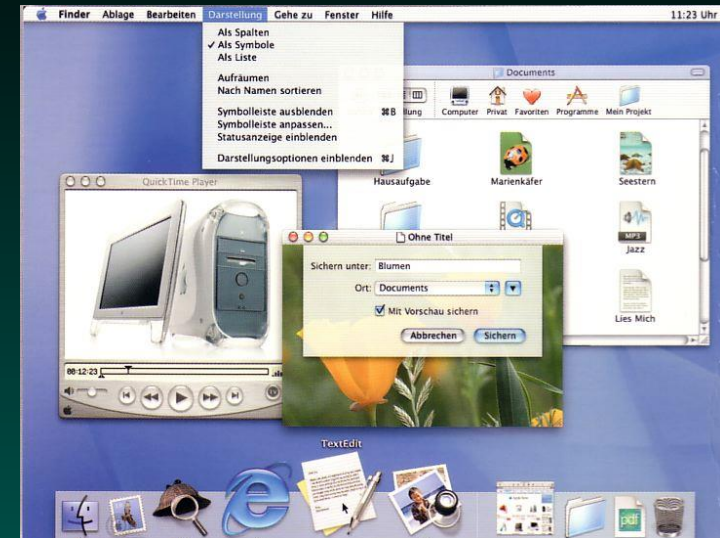 Finder Ablage Bearbeiten Darstellung Gehe zu Fenster Hilfe 11:23 Uhr
Als Spalten
✓ Als Symbole
Als Liste
Aufräumen
Nach Namen sortieren
Symbolleiste ausblenden ⌘B
Symbolleiste anpassen...
Statusanzeige einblenden
Darstellungsoptionen einblenden ⌘J
Documents
llung Computer Privat Favoriten Programme Mein Projekt
Hausaufgabe Marienkäfer Seestern
MP3
Jazz
Lies Mich
QuickTime Player
00:12:23
Ohne Titel
Sichern unter: Blumen
Ort: Documents
Mit Vorschau sichern
Abbrechen Sichern
TextEdit
pdf